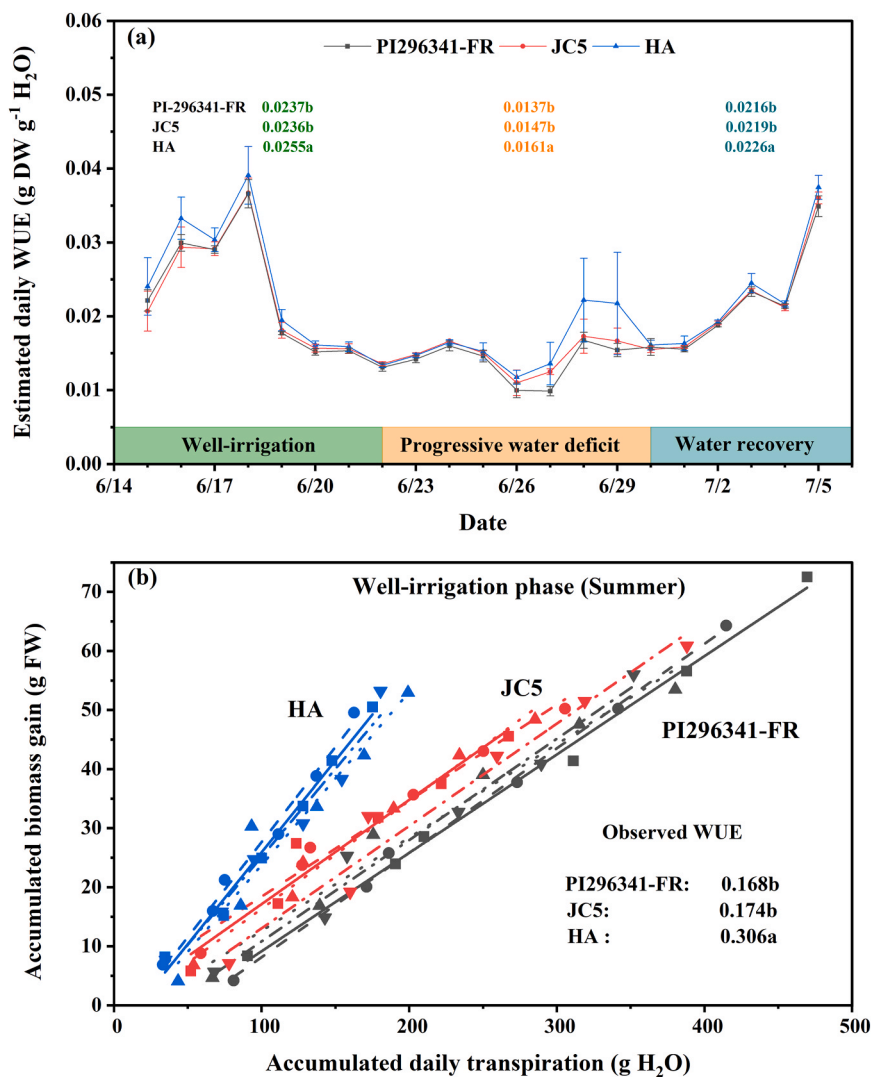 (a)
PI296341-FR JC5 HA
PI-296341-FR 0.0237b 0.0137b 0.0216b
JC5 0.0236b 0.0147b 0.0219b
HA 0.0255a 0.0161a 0.0226a
Estimated daily WUE (g DW g⁻¹ H₂O)
0.06
0.05
0.04
0.03
0.02
0.01
0.00
Well-irrigation Progressive water deficit Water recovery
6/14 6/17 6/20 6/23 6/26 6/29 7/2 7/5
Date
(b)
Well-irrigation phase (Summer)
Accumulated biomass gain (g FW)
70
60
50
40
30
20
10
0
HA
JC5
PI296341-FR
Observed WUE
PI296341-FR: 0.168b
JC5: 0.174b
HA : 0.306a
0 100 200 300 400 500
Accumulated daily transpiration (g H₂O)